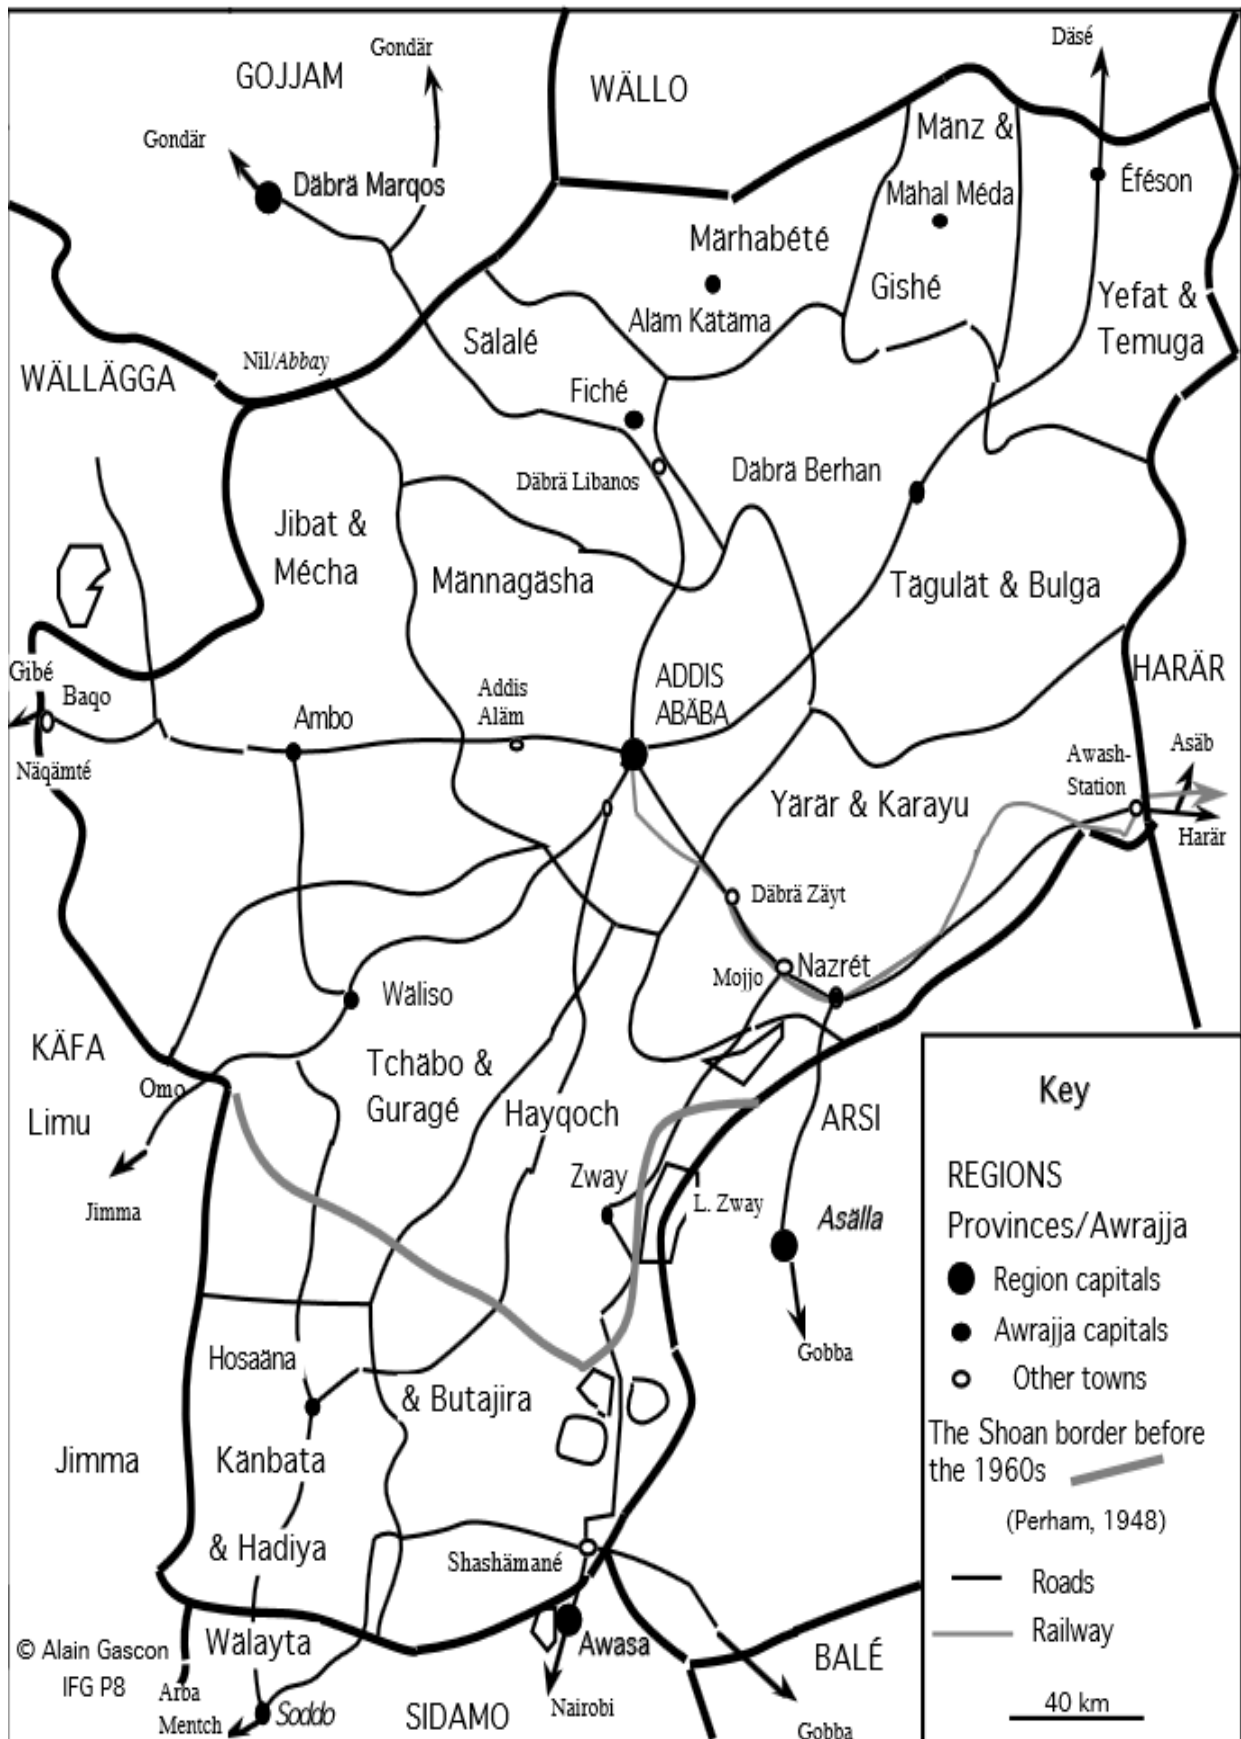 Gondär
Däsé
GOJJAM
WÄLLO
Mänz &
Gondär
Däbrä Marqos
Mähal Méda
Éféson
Märhabété
Gishé
Yefat &
Temuga
Aläm Kätäma
Sälalé
Nil/Abbay
WÄLLÄGGA
Fiché
Däbrä Libanos
Däbrä Berhan
Jibat &
Mécha
Männagäsha
Tägulät & Bulga
Gibé
Baqo
Ambo
Addis
Aläm
ADDIS
ABÄBA
HARÄR
Näqämté
Awash-
Station
Asäb
Yärär & Karayu
Harär
Däbrä Zäyt
Mojjo
Nazrét
Wäliso
KÄFA
Omo
Limu
Tchäbo &
Guragé
Hayqoch
ARSI
Jimma
Zway
L. Zway
Asälla
Gobba
Hosaäna
& Butajira
Jimma
Känbata
& Hadiya
Shashämané
© Alain Gascon
IFG P8
Wälayta
Awasa
BALÉ
Arba
Mentch
Soddo
SIDAMO
Nairobi
Gobba
Key
REGIONS
Provinces/Awrajja
Region capitals
Awrajja capitals
Other towns
The Shoan border before
the 1960s
(Perham, 1948)
Roads
Railway
40 km